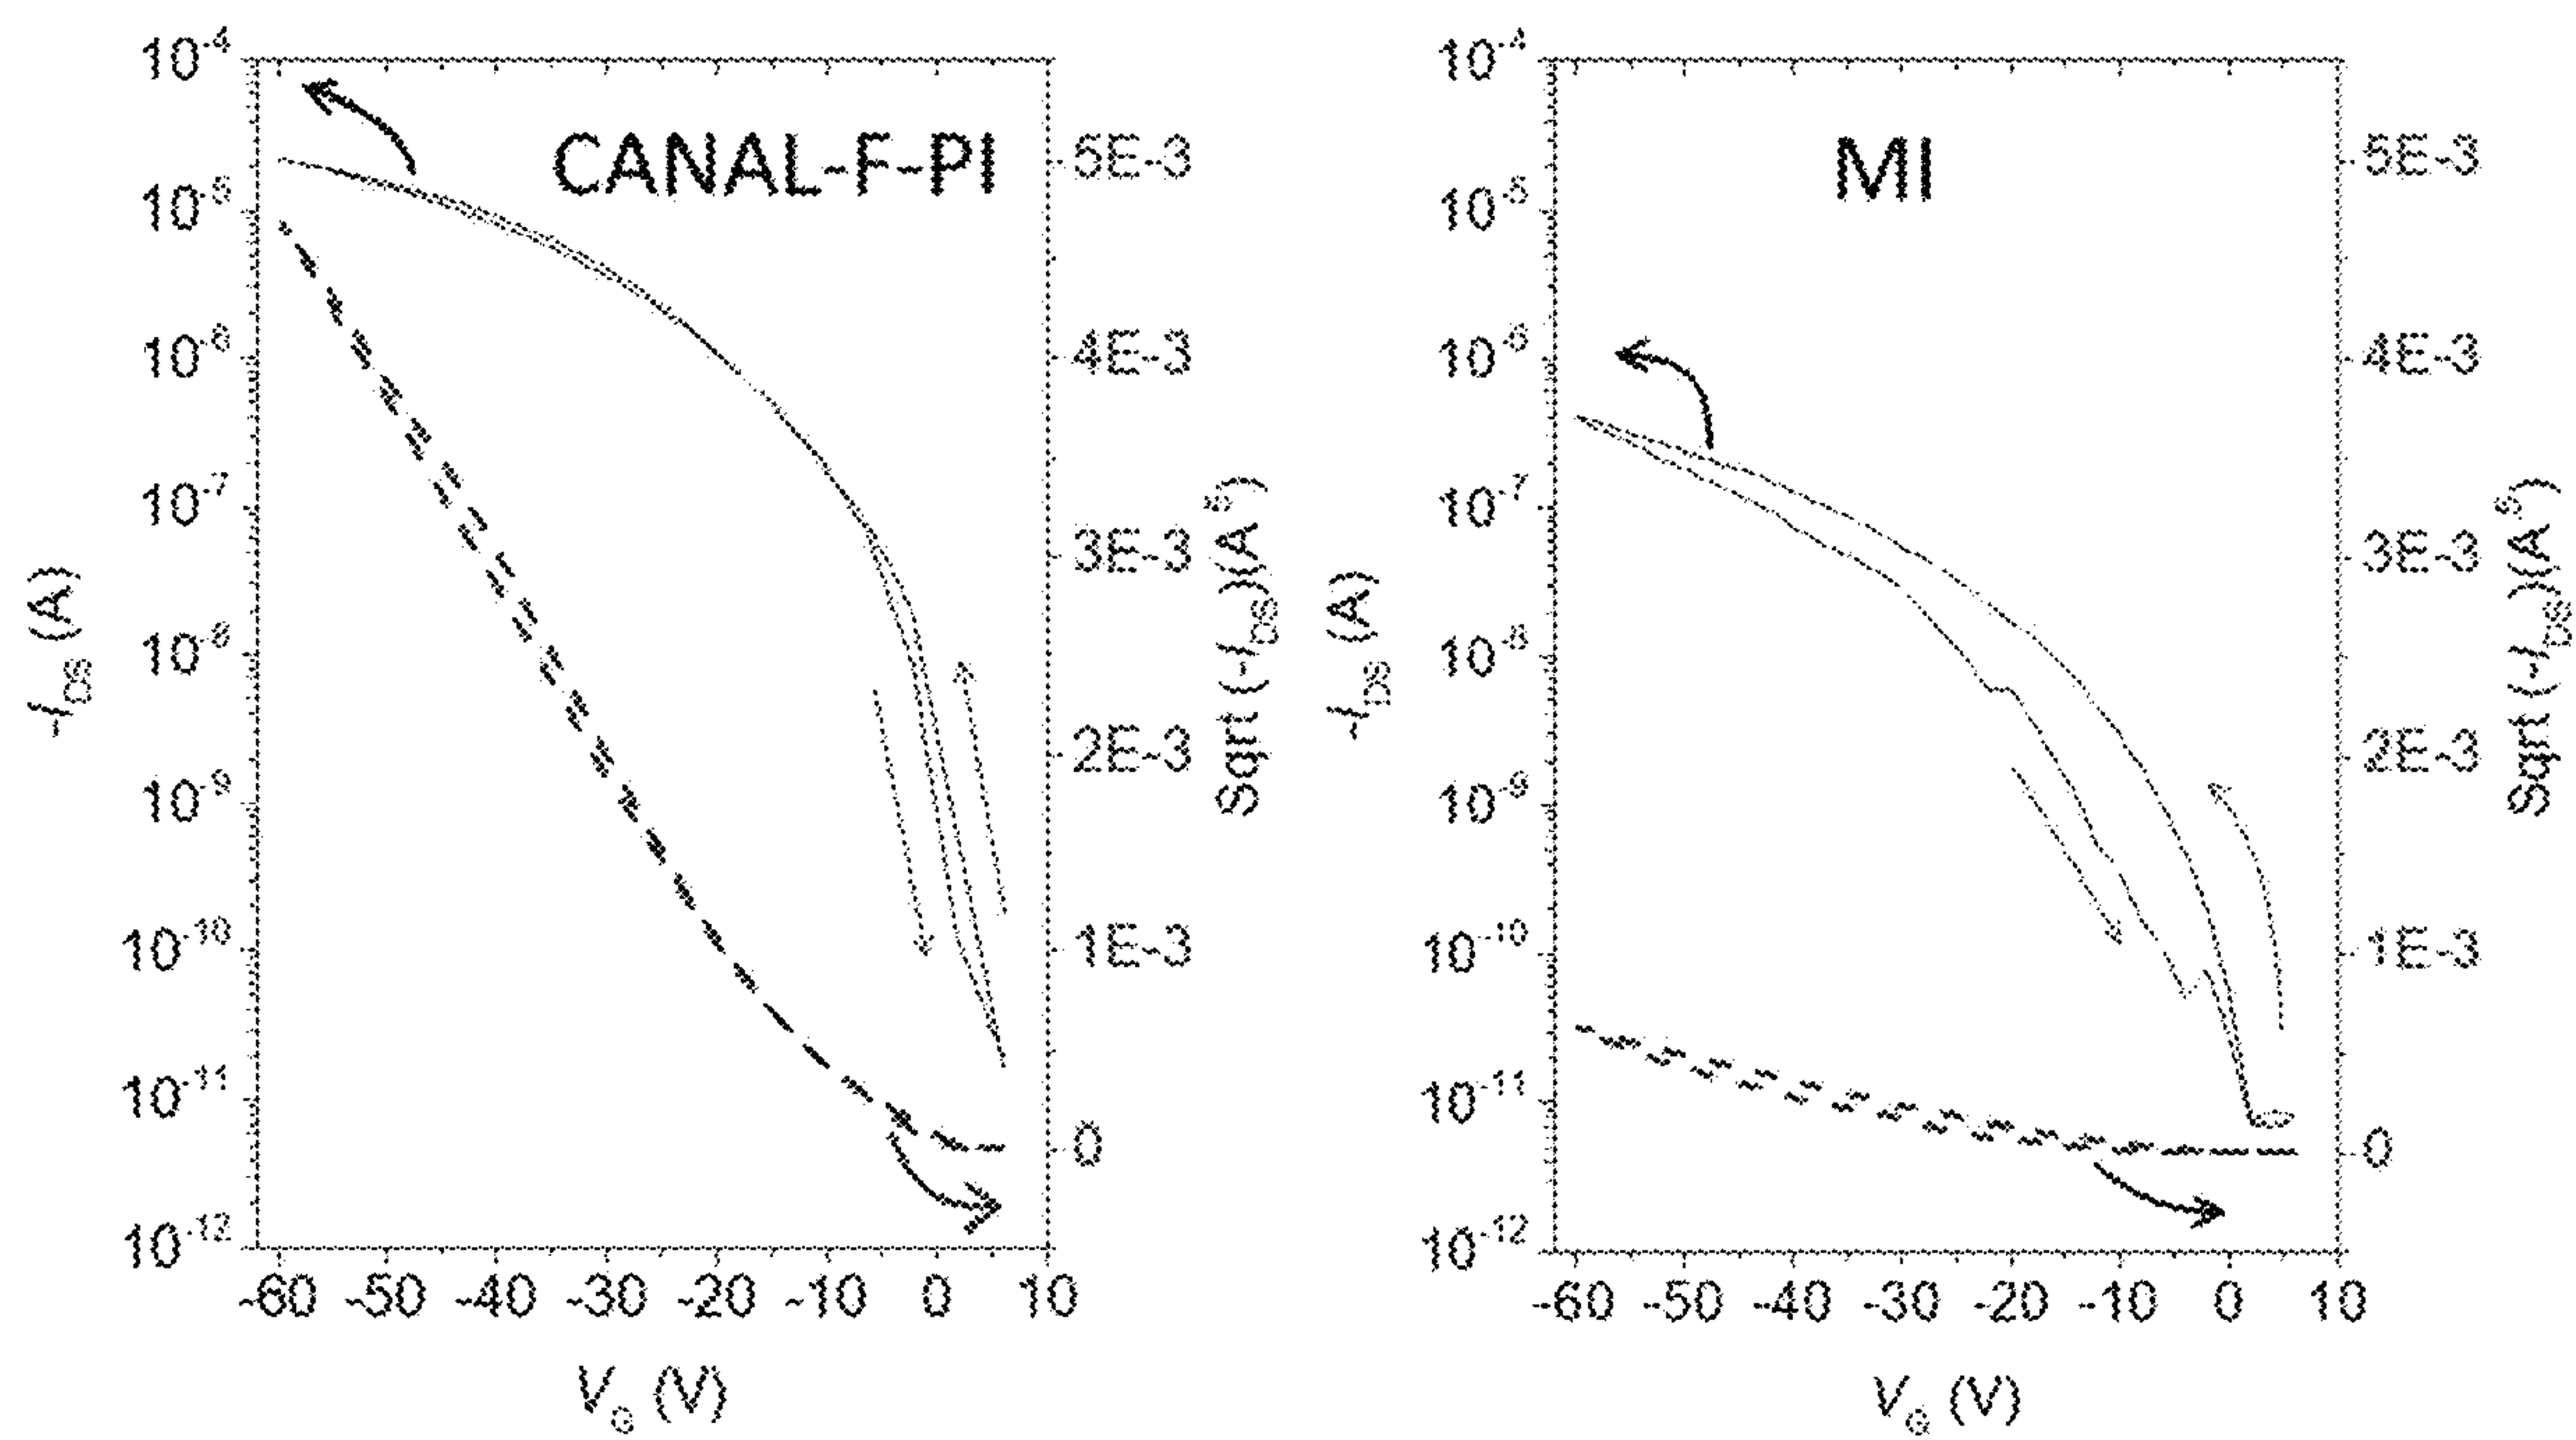 CANAL-F-PI
10^-4
10^-5
10^-6
10^-7
10^-8
10^-9
10^-10
10^-11
10^-12
-I_DS (A)
5E-3
4E-3
3E-3
2E-3
1E-3
0
Sqrt (-I_DS)(A^.5)
-60 -50 -40 -30 -20 -10 0 10
V_G (V)
MI
10^-4
10^-5
10^-6
10^-7
10^-8
10^-9
10^-10
10^-11
10^-12
-I_DS (A)
5E-3
4E-3
3E-3
2E-3
1E-3
0
Sqrt (-I_DS)(A^.5)
-60 -50 -40 -30 -20 -10 0 10
V_G (V)